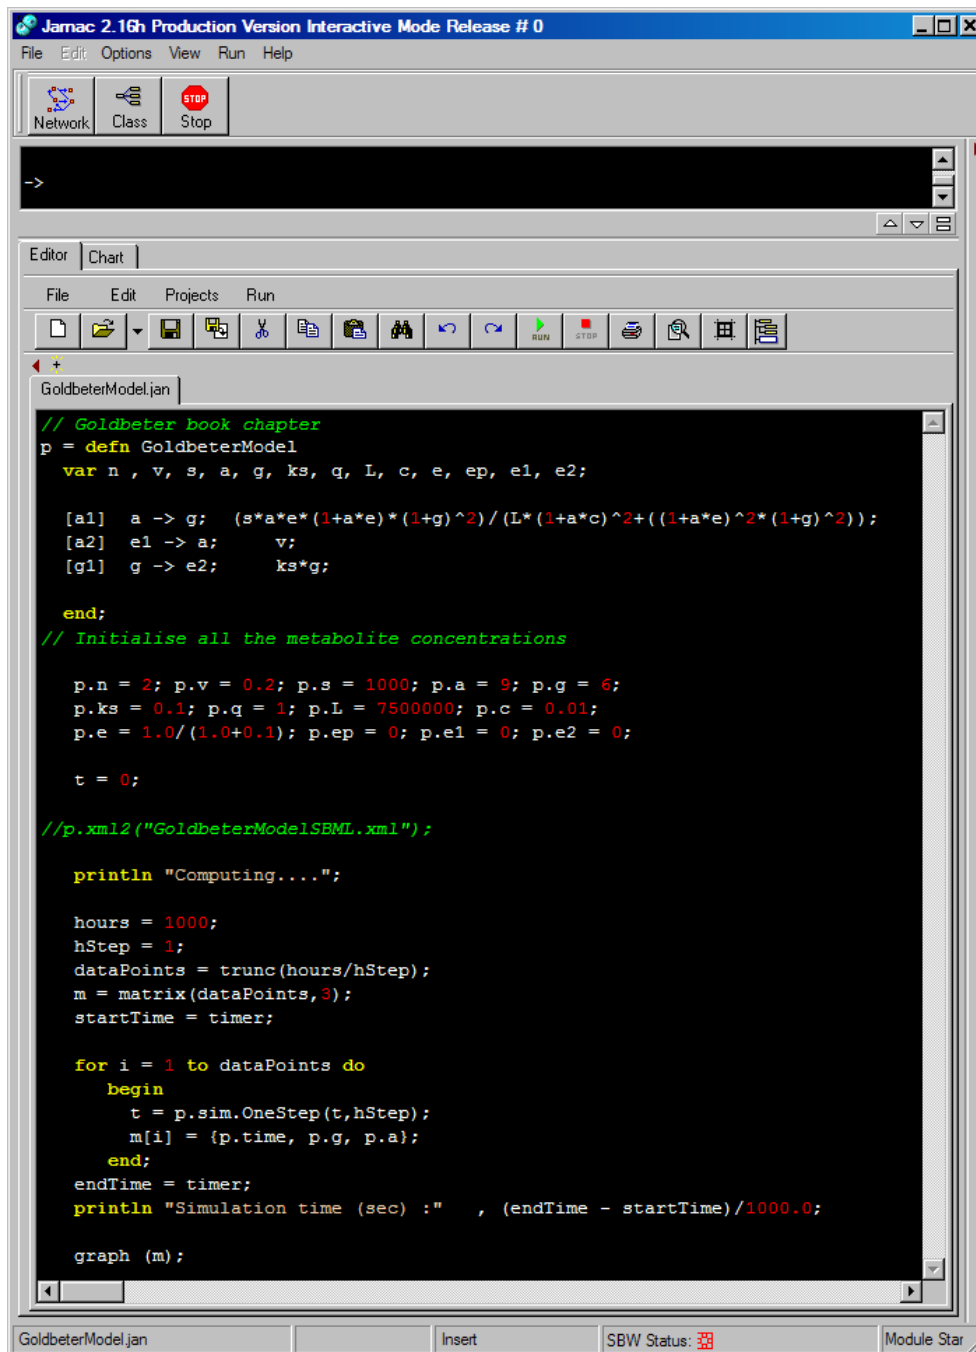 Jarnac 2.16h Production Version Interactive Mode Release # 0
File Edit Options View Run Help
Network Class Stop
->
Editor Chart
File Edit Projects Run
RUN STOP
GoldbeterModel.jan
// Goldbeter book chapter
p = defn GoldbeterModel
var n , v, s, a, g, ks, q, L, c, e, ep, e1, e2;
[a1] a -> g; (s*a*e*(1+a*e)*(1+g)^2)/(L*(1+a*c)^2+((1+a*e)^2*(1+g)^2));
[a2] e1 -> a; v;
[g1] g -> e2; ks*g;
end;
// Initialise all the metabolite concentrations
p.n = 2; p.v = 0.2; p.s = 1000; p.a = 9; p.g = 6;
p.ks = 0.1; p.q = 1; p.L = 7500000; p.c = 0.01;
p.e = 1.0/(1.0+0.1); p.ep = 0; p.e1 = 0; p.e2 = 0;
t = 0;
//p.xml2("GoldbeterModelSBML.xml");
println "Computing....";
hours = 1000;
hStep = 1;
dataPoints = trunc(hours/hStep);
m = matrix(dataPoints,3);
startTime = timer;
for i = 1 to dataPoints do
begin
t = p.sim.OneStep(t,hStep);
m[i] = {p.time, p.g, p.a};
end;
endTime = timer;
println "Simulation time (sec) :" , (endTime - startTime)/1000.0;
graph (m);
GoldbeterModel.jan Insert SBW Status: Module Star